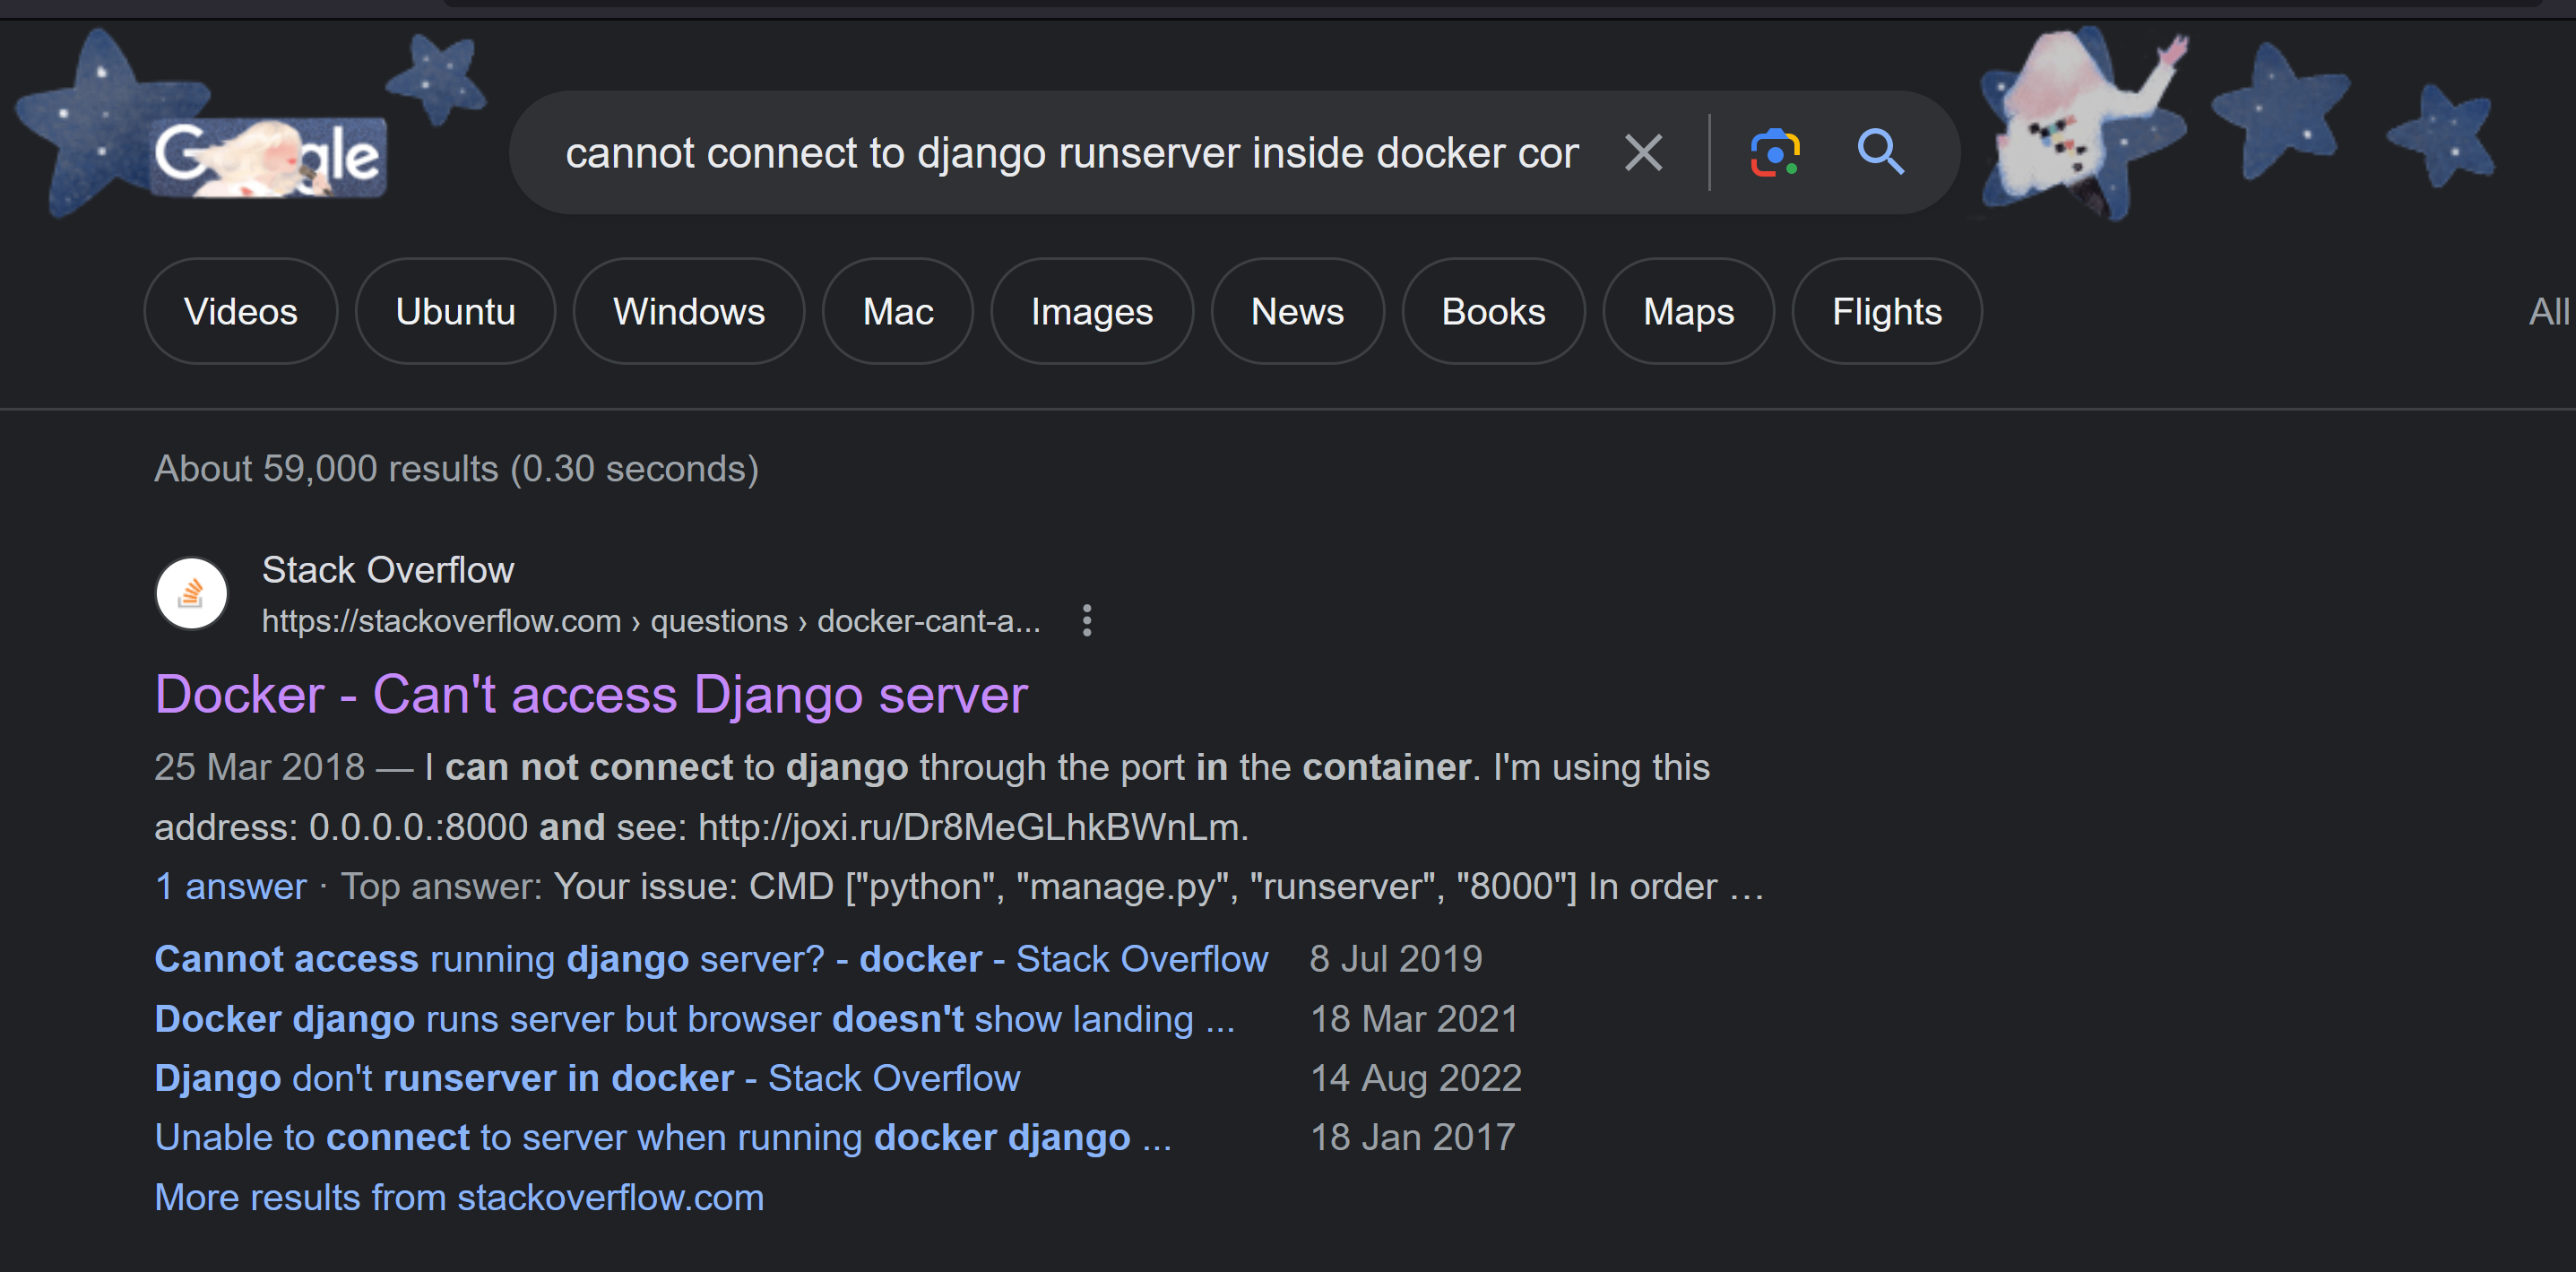 Google
cannot connect to django runserver inside docker cor
Videos
Ubuntu
Windows
Mac
Images
News
Books
Maps
Flights
All
About 59,000 results (0.30 seconds)
Stack Overflow
https://stackoverflow.com › questions › docker-cant-a...
Docker - Can't access Django server
25 Mar 2018 — I can not connect to django through the port in the container. I'm using this
address: 0.0.0.0.:8000 and see: http://joxi.ru/Dr8MeGLhkBWnLm.
1 answer · Top answer: Your issue: CMD ["python", "manage.py", "runserver", "8000"] In order …
Cannot access running django server? - docker - Stack Overflow 8 Jul 2019
Docker django runs server but browser doesn't show landing ... 18 Mar 2021
Django don't runserver in docker - Stack Overflow 14 Aug 2022
Unable to connect to server when running docker django ... 18 Jan 2017
More results from stackoverflow.com